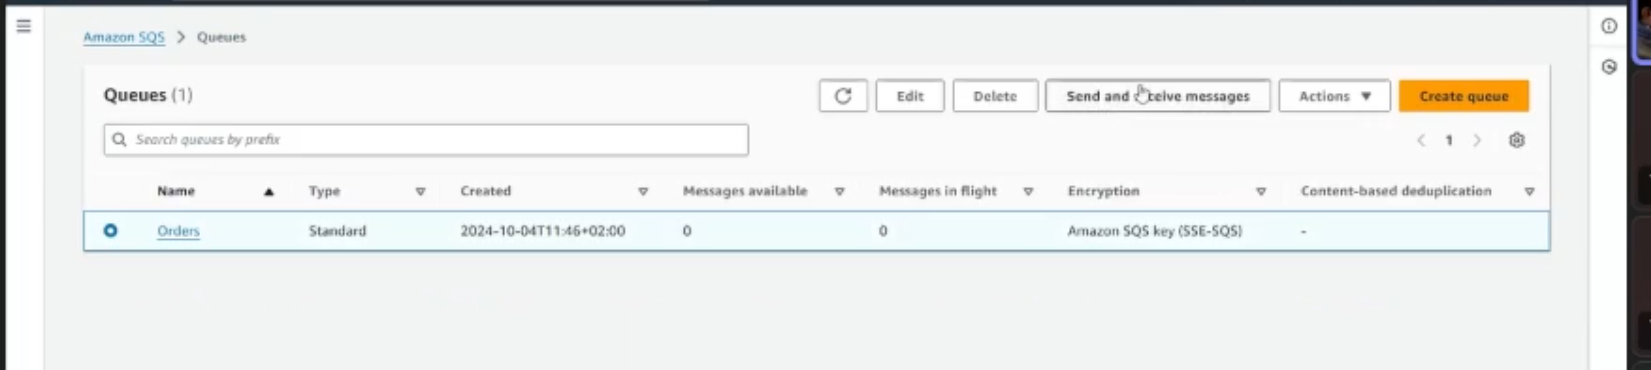 Amazon SQS > Queues
Queues (1)
Edit
Delete
Send and receive messages
Actions
Create queue
Search queues by prefix
1
Name Type Created Messages available Messages in flight Encryption Content-based deduplication
Orders Standard 2024-10-04T11:46+02:00 0 0 Amazon SQS key (SSE-SQS) -